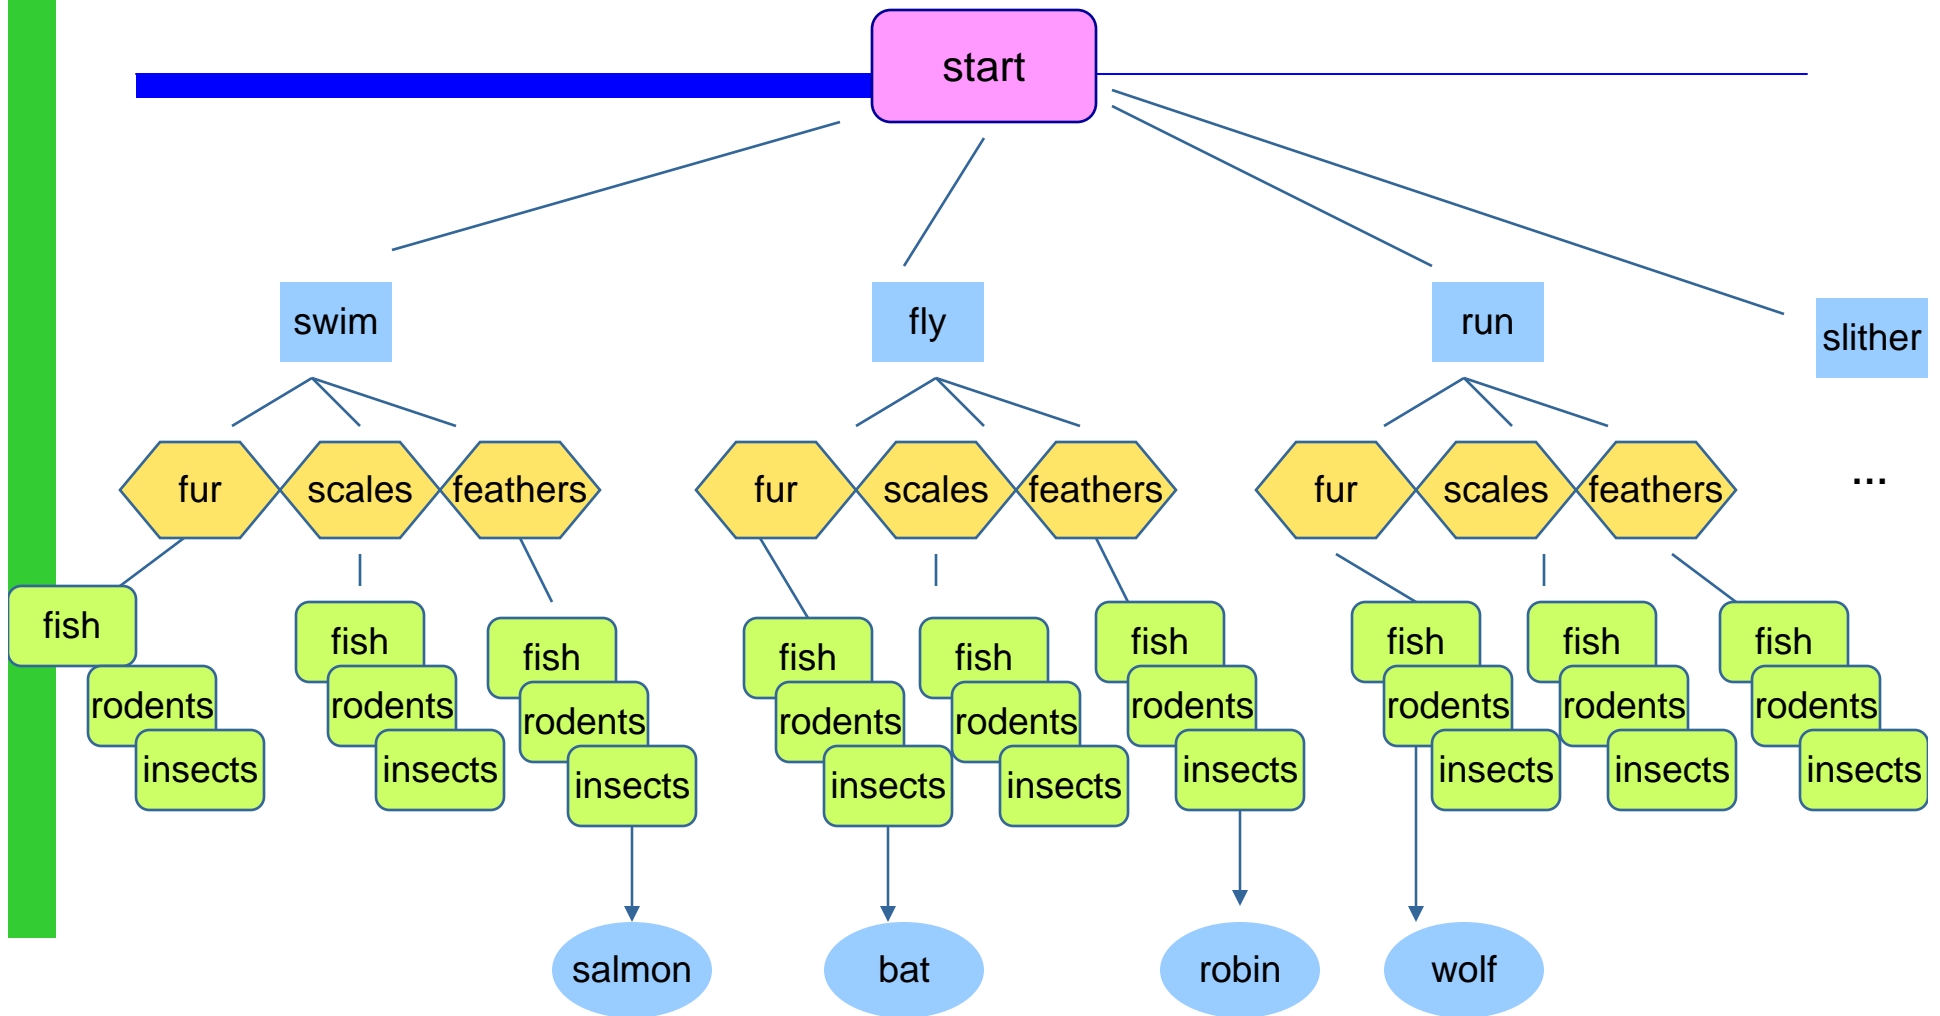 start
swim
fly
run
slither
fur
scales
feathers
fur
scales
feathers
fur
scales
feathers
...
fish
rodents
insects
fish
rodents
insects
fish
rodents
insects
fish
rodents
insects
fish
rodents
insects
fish
rodents
insects
fish
rodents
insects
fish
rodents
insects
fish
rodents
insects
salmon
bat
robin
wolf